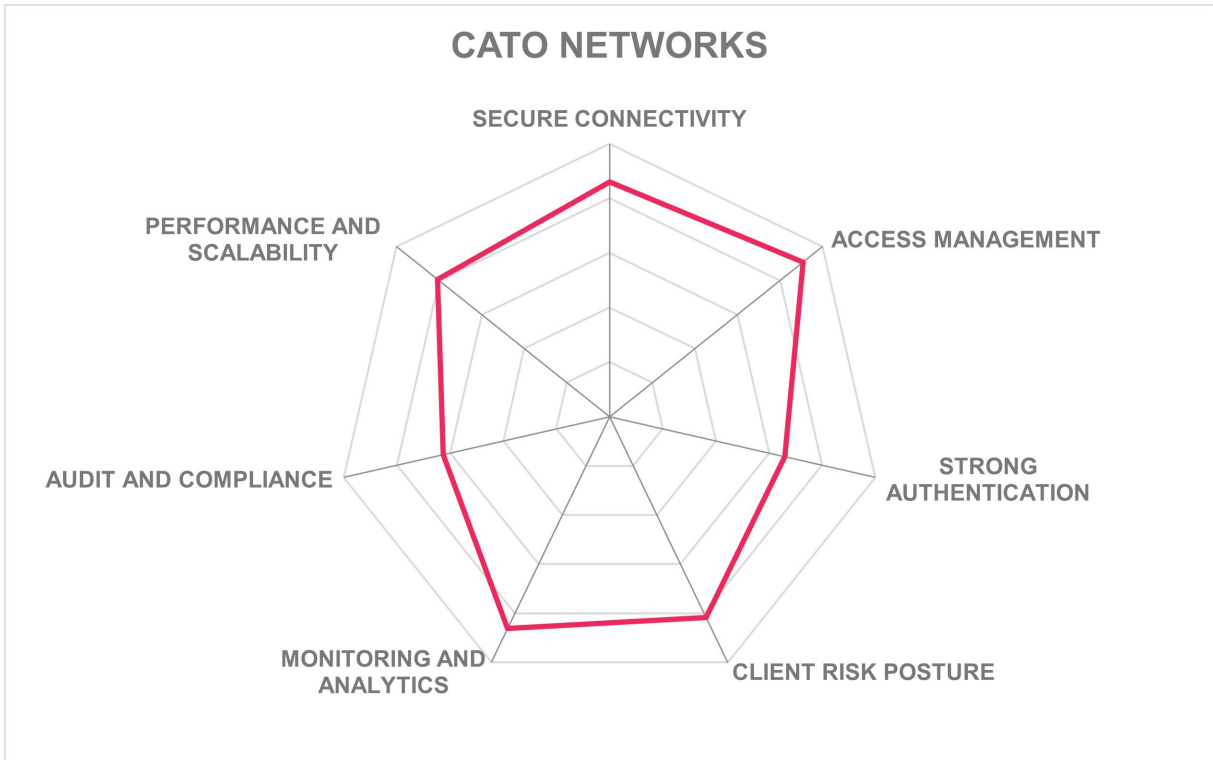 CATO NETWORKS
SECURE CONNECTIVITY
PERFORMANCE AND
SCALABILITY
ACCESS MANAGEMENT
AUDIT AND COMPLIANCE
STRONG
AUTHENTICATION
MONITORING AND
ANALYTICS
CLIENT RISK POSTURE